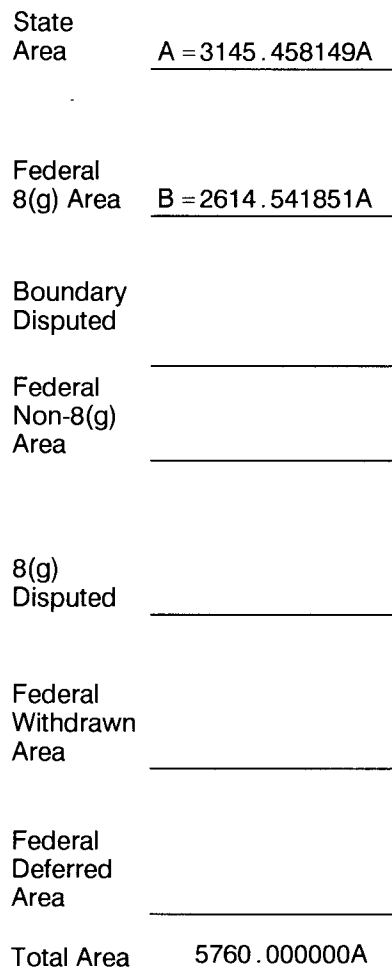 State
Area A = 3145.458149A
Federal
8(g) Area B = 2614.541851A
Boundary
Disputed
Federal
Non-8(g)
Area
8(g)
Disputed
Federal
Withdrawn
Area
Federal
Deferred
Area
Total Area 5760.000000A